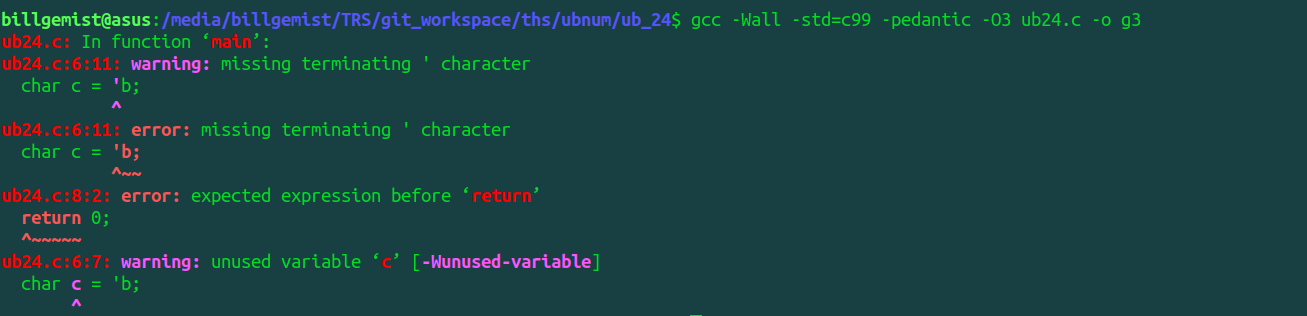 billgemist@asus:/media/billgemist/TRS/git_workspace/ths/ubnum/ub_24$ gcc -Wall -std=c99 -pedantic -O3 ub24.c -o g3
ub24.c: In function ‘main’:
ub24.c:6:11: warning: missing terminating ' character
  char c = 'b;
           ^
ub24.c:6:11: error: missing terminating ' character
  char c = 'b;
           ^~~
ub24.c:8:2: error: expected expression before ‘return’
  return 0;
  ^~~~~~
ub24.c:6:7: warning: unused variable ‘c’ [-Wunused-variable]
  char c = 'b;
       ^